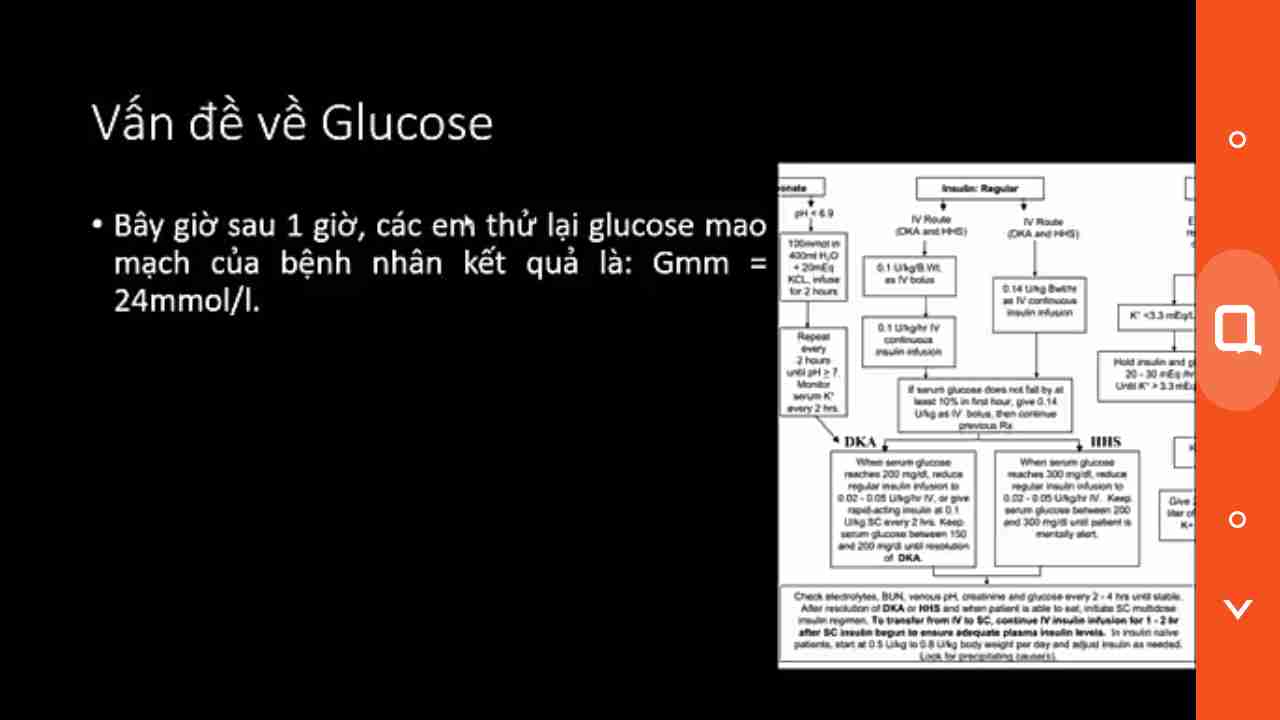 Vấn đề về Glucose
• Bây giờ sau 1 giờ, các em thử lại glucose mao
mạch của bệnh nhân kết quả là: Gmm =
24mmol/l.
onate
pH < 6.9
100mmol in
400ml H₂O
+ 20mEq
KCL, infuse
for 2 hours
Repeat
every
2 hours
until pH ≥ 7.
Monitor
serum K⁺
every 2 hrs.
Insulin: Regular
IV Route
(DKA and HHS)
0.1 U/kg/B.Wt.
as IV bolus
0.1 U/kg/hr IV
continuous
insulin infusion
IV Route
(DKA and HHS)
0.14 U/kg Bwt/hr
as IV continuous
insulin infusion
If serum glucose does not fall by at
least 10% in first hour, give 0.14
U/kg as IV bolus, then continue
previous Rx
DKA
When serum glucose
reaches 200 mg/dl, reduce
regular insulin infusion to
0.02 - 0.05 U/kg/hr IV, or give
rapid-acting insulin at 0.1
U/kg SC every 2 hrs. Keep
serum glucose between 150
and 200 mg/dl until resolution
of DKA.
HHS
When serum glucose
reaches 300 mg/dl, reduce
regular insulin infusion to
0.02 - 0.05 U/kg/hr IV. Keep
serum glucose between 200
and 300 mg/dl until patient is
mentally alert.
K⁺ <3.3 mEq/L
Hold insulin and g
20 - 30 mEq /hr
Until K⁺ > 3.3 mEq
Give 2
liter of
K+
Check electrolytes, BUN, venous pH, creatinine and glucose every 2 - 4 hrs until stable.
After resolution of DKA or HHS and when patient is able to eat, initiate SC multidose
insulin regimen. To transfer from IV to SC, continue IV insulin infusion for 1 - 2 hr
after SC insulin begun to ensure adequate plasma insulin levels. In insulin naive
patients, start at 0.5 U/kg to 0.8 U/kg body weight per day and adjust insulin as needed.
Look for precipitating cause(s).